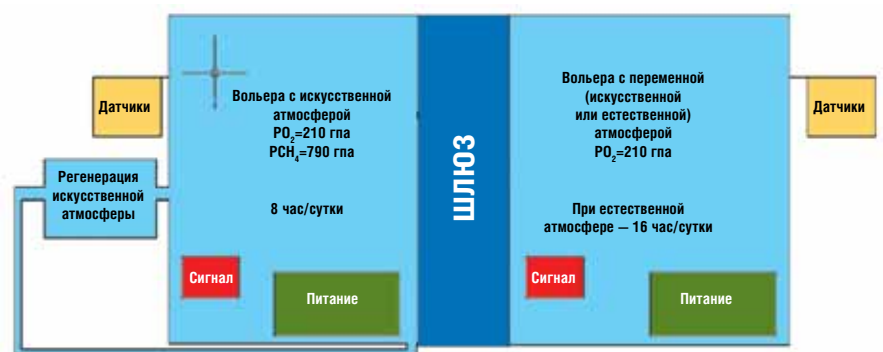 Датчики
Регенерация
искусственной
атмосферы
Вольера с искусственной
атмосферой
PO₂=210 гпа
PCH₄=790 гпа
8 час/сутки
Сигнал
Питание
ШЛЮЗ
Вольера с переменной
(искусственной
или естественной)
атмосферой
PO₂=210 гпа
При естественной
атмосфере — 16 час/сутки
Сигнал
Питание
Датчики